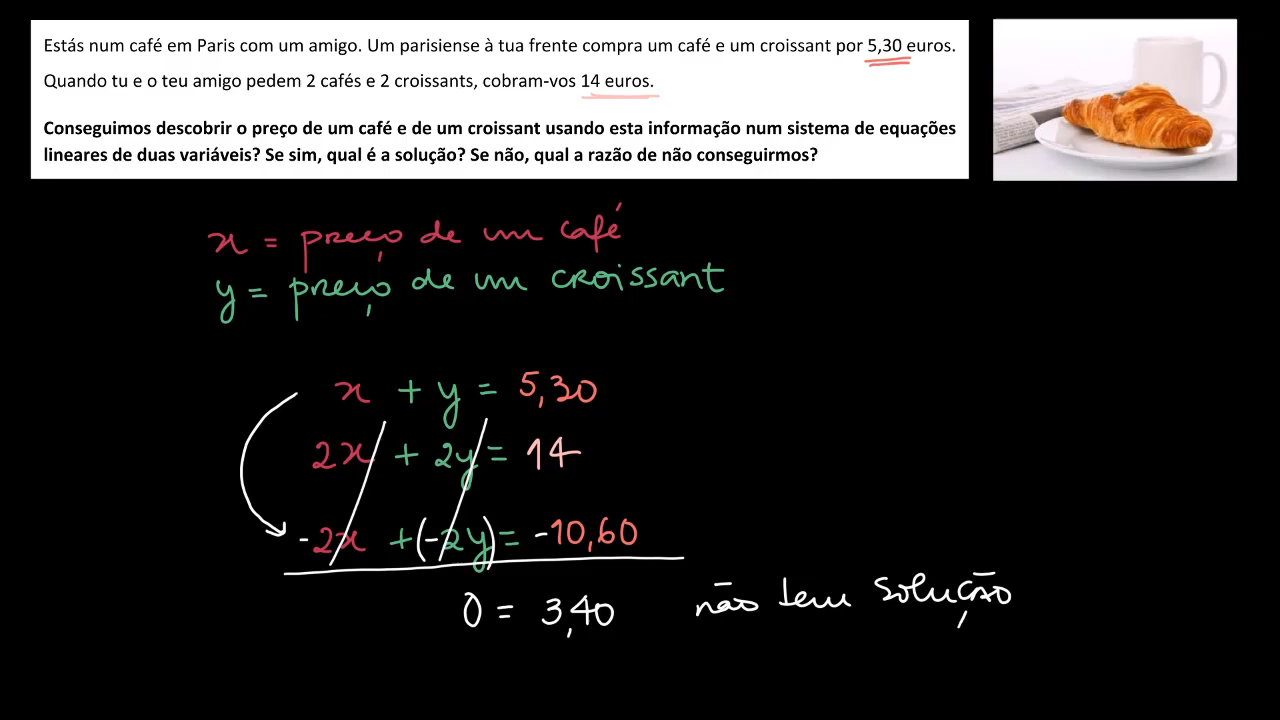 Estás num café em Paris com um amigo. Um parisiense à tua frente compra um café e um croissant por 5,30 euros.
Quando tu e o teu amigo pedem 2 cafés e 2 croissants, cobram-vos 14 euros.
Conseguimos descobrir o preço de um café e de um croissant usando esta informação num sistema de equações
lineares de duas variáveis? Se sim, qual é a solução? Se não, qual a razão de não conseguirmos?
x = preço de um café
y = preço de um croissant
x + y = 5,30
2x + 2y = 14
-2x + (-2y) = -10,60
0 = 3,40 não tem solução